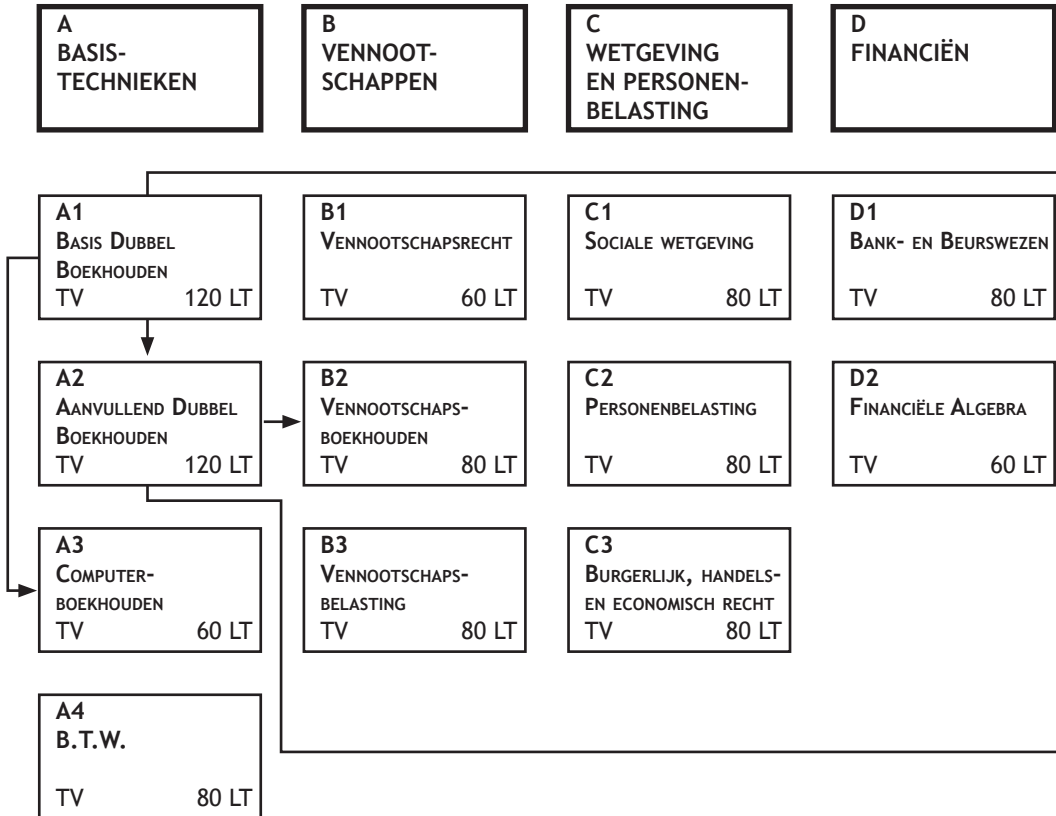 A
BASIS-
TECHNIEKEN
B
VENNOOT-
SCHAPPEN
C
WETGEVING
EN PERSONEN-
BELASTING
D
FINANCIËN
A1
BASIS DUBBEL
BOEKHOUDEN
TV 120 LT
B1
VENNOOTSCHAPSRECHT
TV 60 LT
C1
SOCIALE WETGEVING
TV 80 LT
D1
BANK- EN BEURSWEZEN
TV 80 LT
A2
AANVULLEND DUBBEL
BOEKHOUDEN
TV 120 LT
B2
VENNOOTSCHAPS-
BOEKHOUDEN
TV 80 LT
C2
PERSONENBELASTING
TV 80 LT
D2
FINANCIËLE ALGEBRA
TV 60 LT
A3
COMPUTER-
BOEKHOUDEN
TV 60 LT
B3
VENNOOTSCHAPS-
BELASTING
TV 80 LT
C3
BURGERLIJK, HANDELS-
EN ECONOMISCH RECHT
TV 80 LT
A4
B.T.W.
TV 80 LT